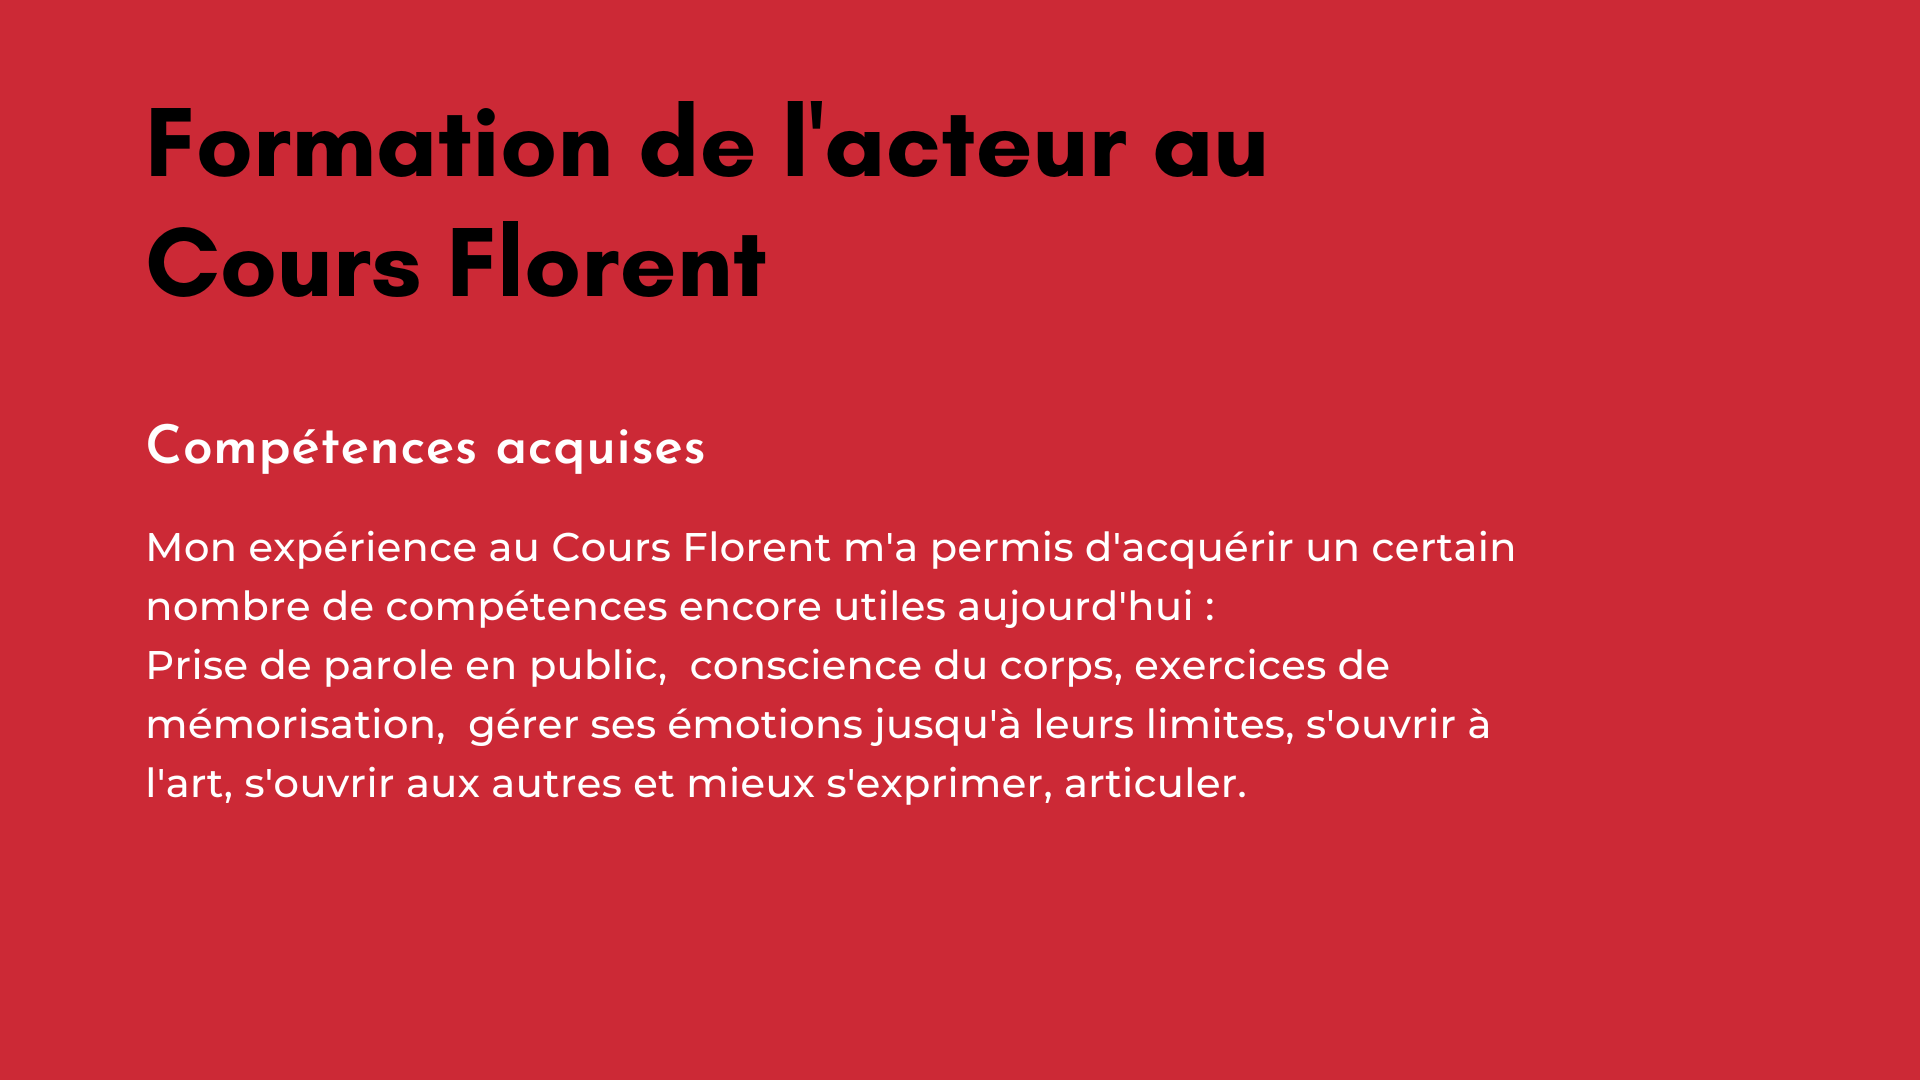 Formation de l'acteur au
Cours Florent
Compétences acquises
Mon expérience au Cours Florent m'a permis d'acquérir un certain
nombre de compétences encore utiles aujourd'hui :
Prise de parole en public,  conscience du corps, exercices de
mémorisation,  gérer ses émotions jusqu'à leurs limites, s'ouvrir à
l'art, s'ouvrir aux autres et mieux s'exprimer, articuler.